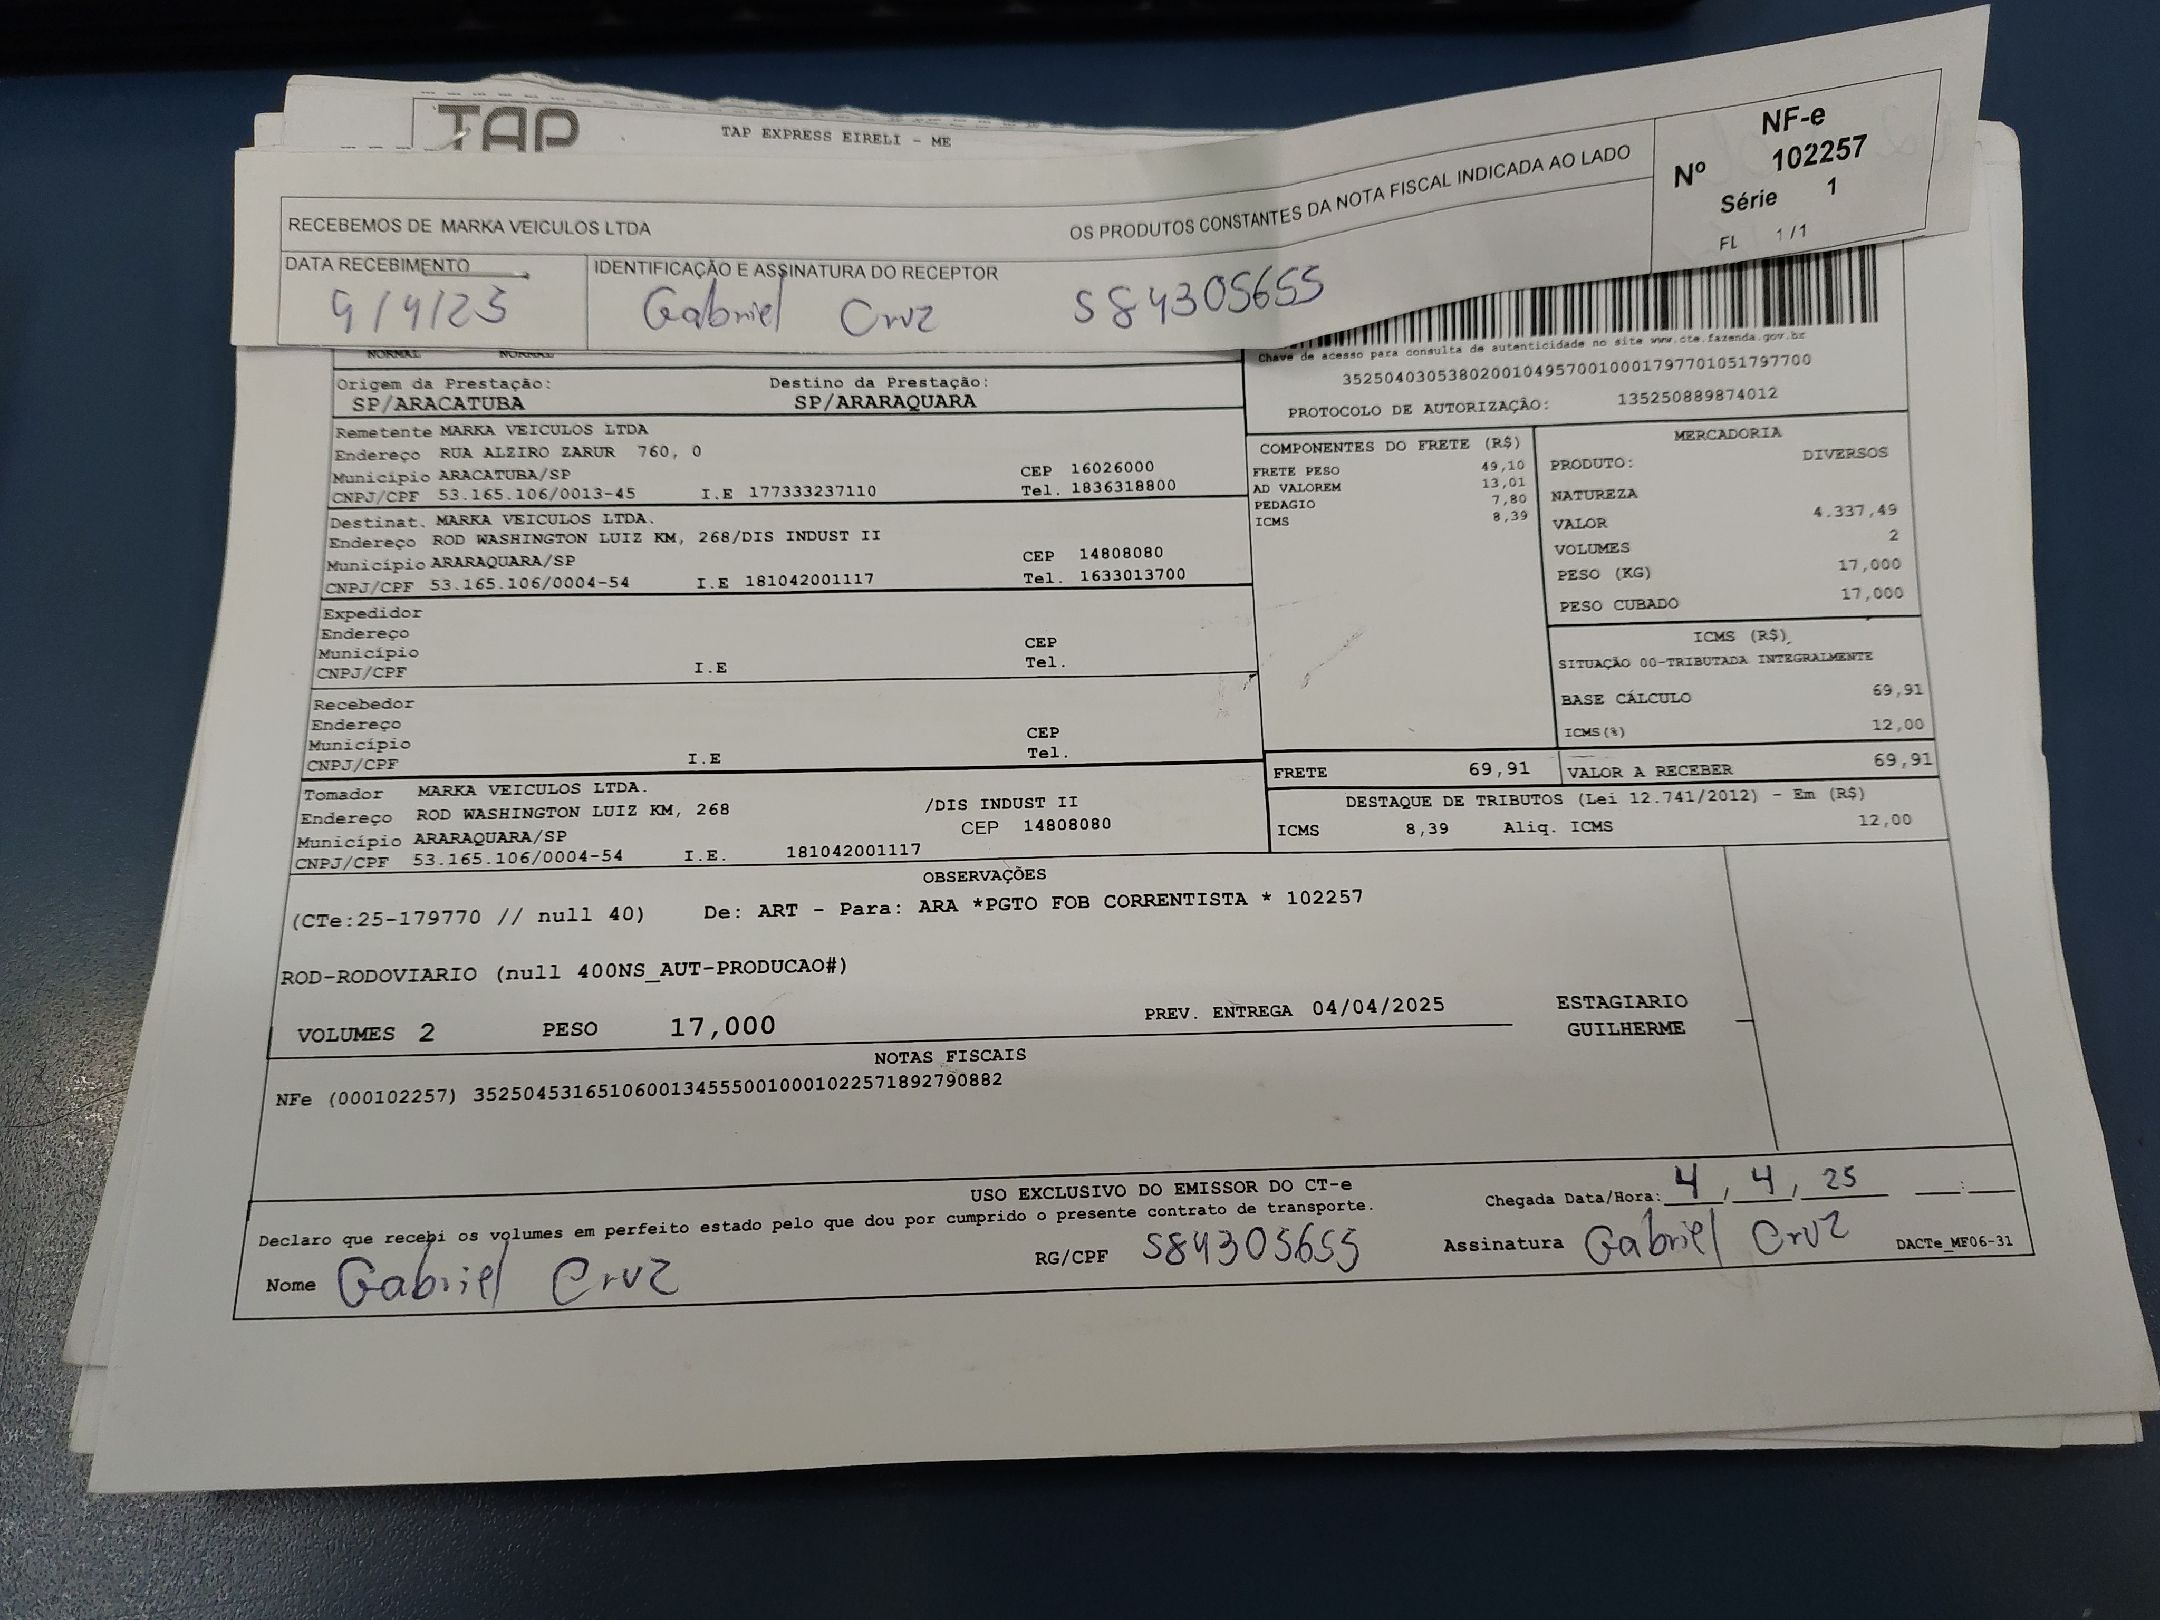 TAP
TAP EXPRESS EIRELI - ME
RECEBEMOS DE MARKA VEICULOS LTDA OS PRODUTOS CONSTANTES DA NOTA FISCAL INDICADA AO LADO
NF-e
Nº 102257
Série 1
FL 1/1
DATA RECEBIMENTO IDENTIFICAÇÃO E ASSINATURA DO RECEPTOR
4/4/25 Gabriel Cruz 584305655
NORMAL NORMAL
Chave de acesso para consulta de autenticidade no site www.cte.fazenda.gov.br
35250403053802001049570010001797701051797700
PROTOCOLO DE AUTORIZAÇÃO: 135250889874012
Origem da Prestação: Destino da Prestação:
SP/ARACATUBA SP/ARARAQUARA
Remetente MARKA VEICULOS LTDA
Endereço RUA ALZIRO ZARUR 760, 0
Município ARACATUBA/SP CEP 16026000
CNPJ/CPF 53.165.106/0013-45 I.E 177333237110 Tel. 1836318800
Destinat. MARKA VEICULOS LTDA.
Endereço ROD WASHINGTON LUIZ KM, 268/DIS INDUST II
Município ARARAQUARA/SP CEP 14808080
CNPJ/CPF 53.165.106/0004-54 I.E 181042001117 Tel. 1633013700
Expedidor
Endereço
Município CEP
CNPJ/CPF I.E Tel.
Recebedor
Endereço
Município CEP
CNPJ/CPF I.E Tel.
Tomador MARKA VEICULOS LTDA.
Endereço ROD WASHINGTON LUIZ KM, 268 /DIS INDUST II
Município ARARAQUARA/SP CEP 14808080
CNPJ/CPF 53.165.106/0004-54 I.E. 181042001117
COMPONENTES DO FRETE (R$)
FRETE PESO 49,10
AD VALOREM 13,01
PEDAGIO 7,80
ICMS 8,39
MERCADORIA
PRODUTO: DIVERSOS
NATUREZA
VALOR 4.337,49
VOLUMES 2
PESO (KG) 17,000
PESO CUBADO 17,000
ICMS (R$)
SITUAÇÃO 00-TRIBUTADA INTEGRALMENTE
BASE CÁLCULO 69,91
ICMS(%) 12,00
FRETE 69,91 VALOR A RECEBER 69,91
DESTAQUE DE TRIBUTOS (Lei 12.741/2012) - Em (R$)
ICMS 8,39 Aliq. ICMS 12,00
OBSERVAÇÕES
(CTe:25-179770 // null 40) De: ART - Para: ARA *PGTO FOB CORRENTISTA * 102257
ROD-RODOVIARIO (null 400NS_AUT-PRODUCAO#)
VOLUMES 2 PESO 17,000 PREV. ENTREGA 04/04/2025 ESTAGIARIO
GUILHERME
NOTAS FISCAIS
NFe (000102257) 35250453165106001345550010001022571892790882
USO EXCLUSIVO DO EMISSOR DO CT-e
Declaro que recebi os volumes em perfeito estado pelo que dou por cumprido o presente contrato de transporte.
Chegada Data/Hora: 4 / 4 / 25 __:__
Nome Gabriel Cruz RG/CPF 584305655 Assinatura Gabriel Cruz DACTe_MF06-31